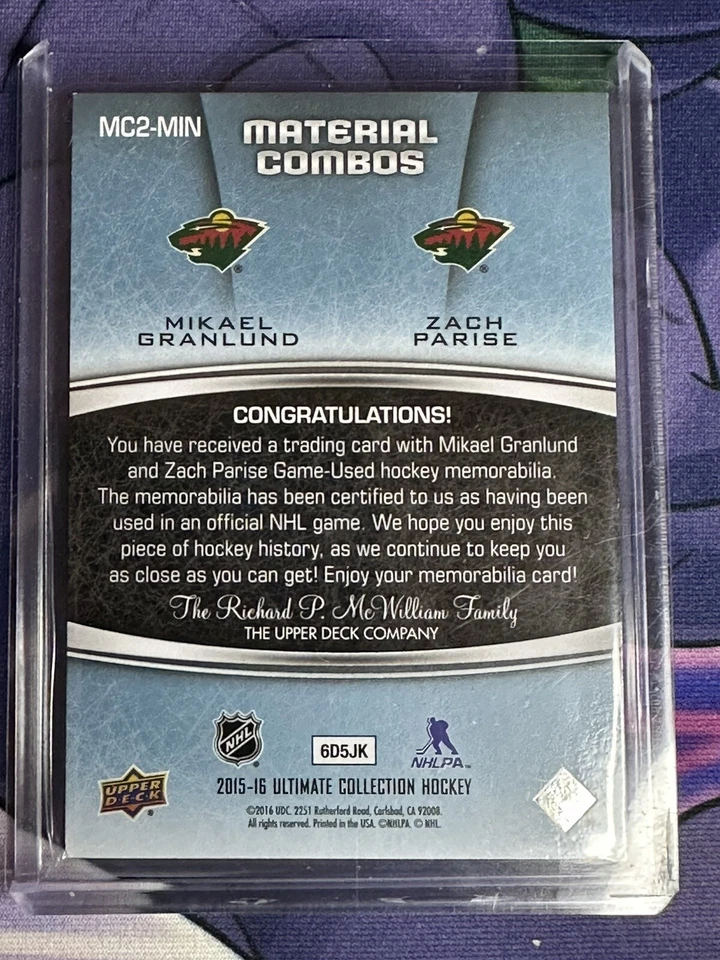 MC2-MIN
MATERIAL
COMBOS
MIKAEL
GRANLUND
ZACH
PARISE
CONGRATULATIONS!
You have received a trading card with Mikael Granlund
and Zach Parise Game-Used hockey memorabilia.
The memorabilia has been certified to us as having been
used in an official NHL game. We hope you enjoy this
piece of hockey history, as we continue to keep you
as close as you can get! Enjoy your memorabilia card!
The Richard P. McWilliam Family
THE UPPER DECK COMPANY
NHL
6D5JK
NHLPA
UPPER
D·E·C·K
2015-16 ULTIMATE COLLECTION HOCKEY
©2016 UDC. 2251 Rutherford Road, Carlsbad, CA 92008.
All rights reserved. Printed in the USA. ©NHLPA. © NHL.